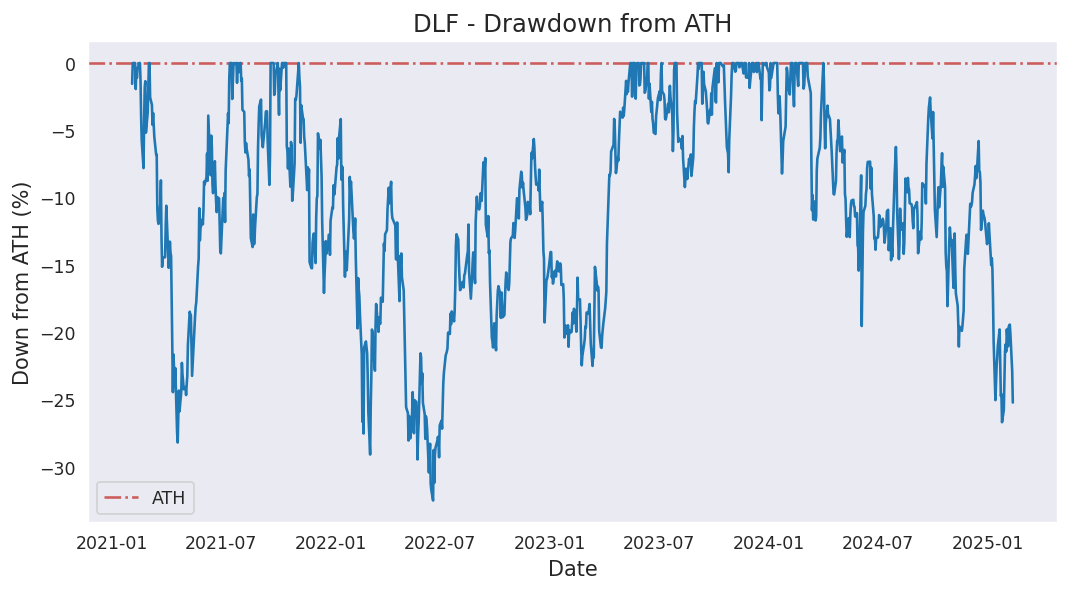 DLF - Drawdown from ATH
Down from ATH (%)
0
−5
−10
−15
−20
−25
−30
ATH
2021-01 2021-07 2022-01 2022-07 2023-01 2023-07 2024-01 2024-07 2025-01
Date